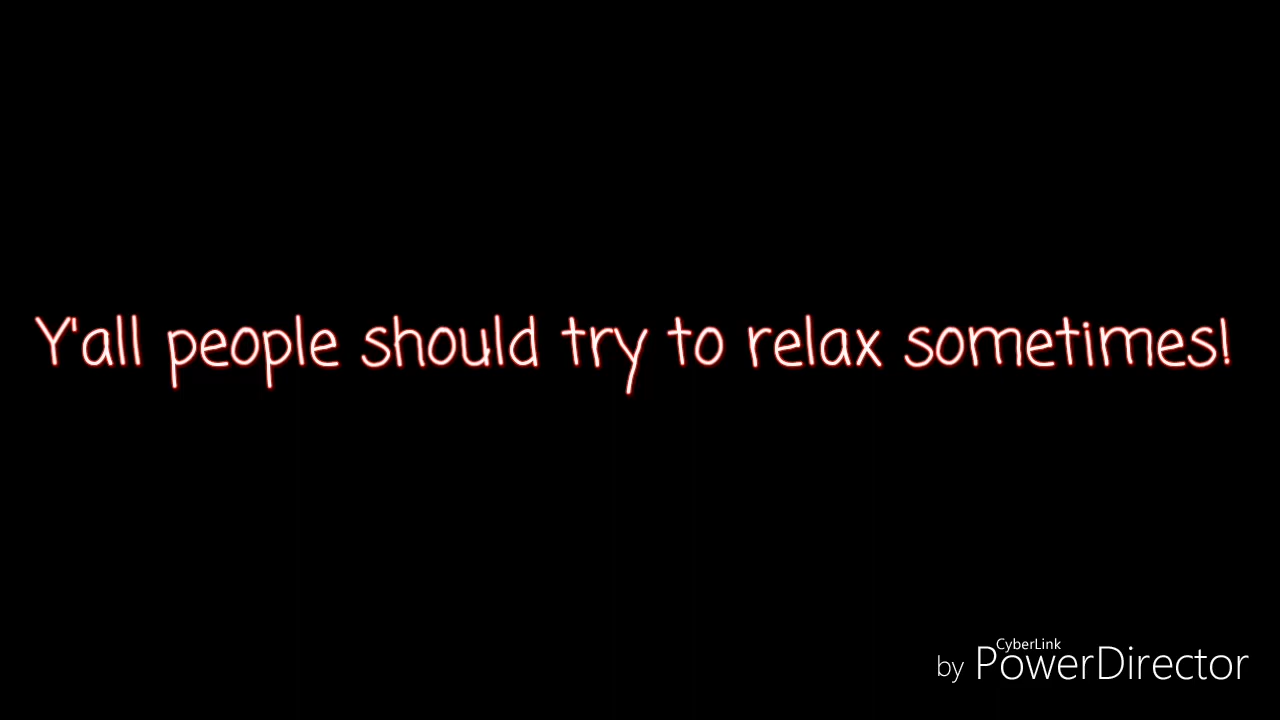 Y'all people should try to relax sometimes!
CyberLink
by PowerDirector